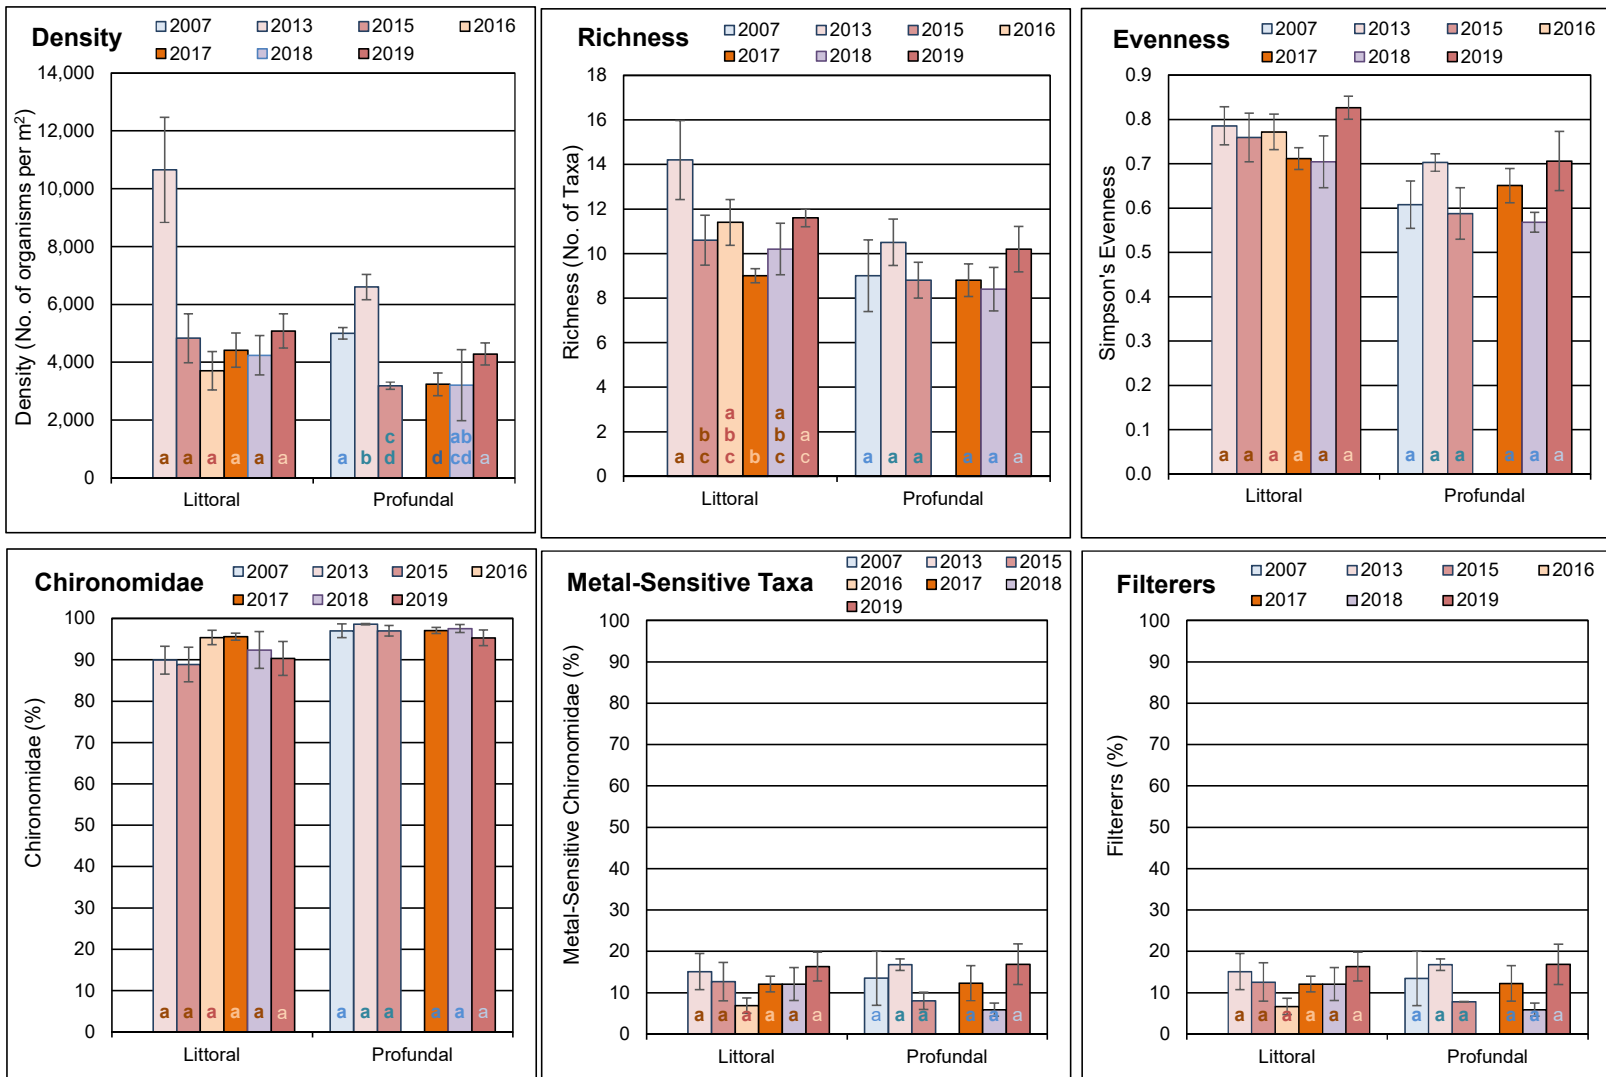 Density
2007 2013 2015 2016
2017 2018 2019
Density (No. of organisms per m²)
14,000
12,000
10,000
8,000
6,000
4,000
2,000
0
c ab
a a a a a a a b d d cd a
Littoral Profundal
Richness
2007 2013 2015 2016
2017 2018 2019
Richness (No. of Taxa)
18
16
14
12
10
8
6
4
2
0
a a
b b b a
a c c b c c a a a a a a
Littoral Profundal
Evenness
2007 2013 2015 2016
2017 2018 2019
Simpson's Evenness
0.9
0.8
0.7
0.6
0.5
0.4
0.3
0.2
0.1
0.0
a a a a a a a a a a a a
Littoral Profundal
Chironomidae
2007 2013 2015 2016
2017 2018 2019
Chironomidae (%)
100
90
80
70
60
50
40
30
20
10
0
a a a a a a a a a a a a
Littoral Profundal
Metal-Sensitive Taxa
2007 2013 2015
2016 2017 2018
2019
Metal-Sensitive Chironomidae (%)
100
90
80
70
60
50
40
30
20
10
0
a a a a a a a a a a a a
Littoral Profundal
Filterers
2007 2013 2015 2016
2017 2018 2019
Filtererrs (%)
100
90
80
70
60
50
40
30
20
10
0
a a a a a a a a a a a a
Littoral Profundal